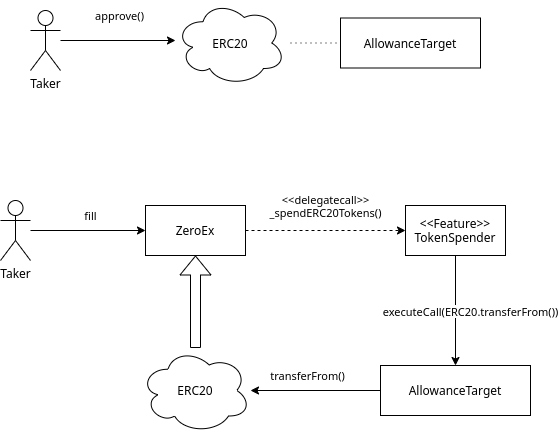 approve()
ERC20
AllowanceTarget
Taker
<<delegatecall>>
_spendERC20Tokens()
fill
ZeroEx
<<Feature>>
TokenSpender
Taker
executeCall(ERC20.transferFrom())
transferFrom()
ERC20
AllowanceTarget